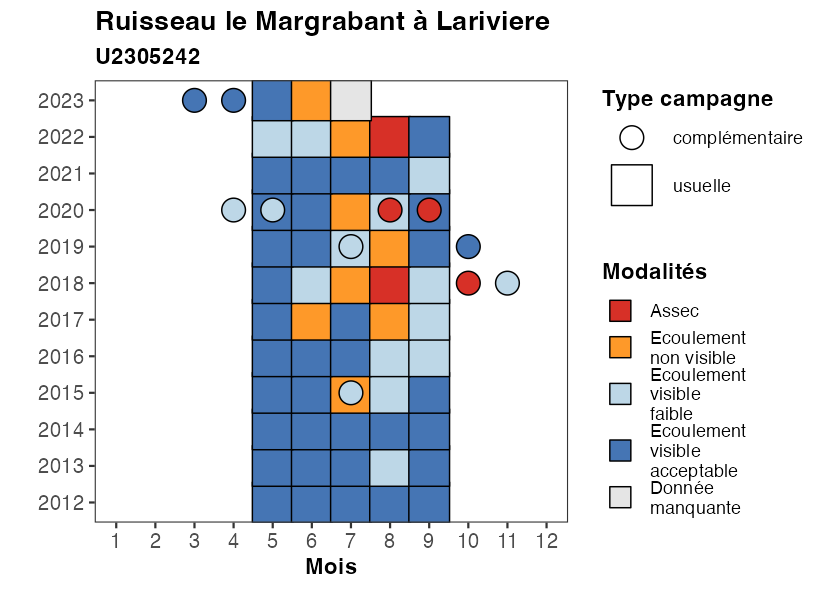 Ruisseau le Margrabant à Lariviere
U2305242
2023
2022
2021
2020
2019
2018
2017
2016
2015
2014
2013
2012
1 2 3 4 5 6 7 8 9 10 11 12
Mois
Type campagne
complémentaire
usuelle
Modalités
Assec
Ecoulement
non visible
Ecoulement
visible
faible
Ecoulement
visible
acceptable
Donnée
manquante